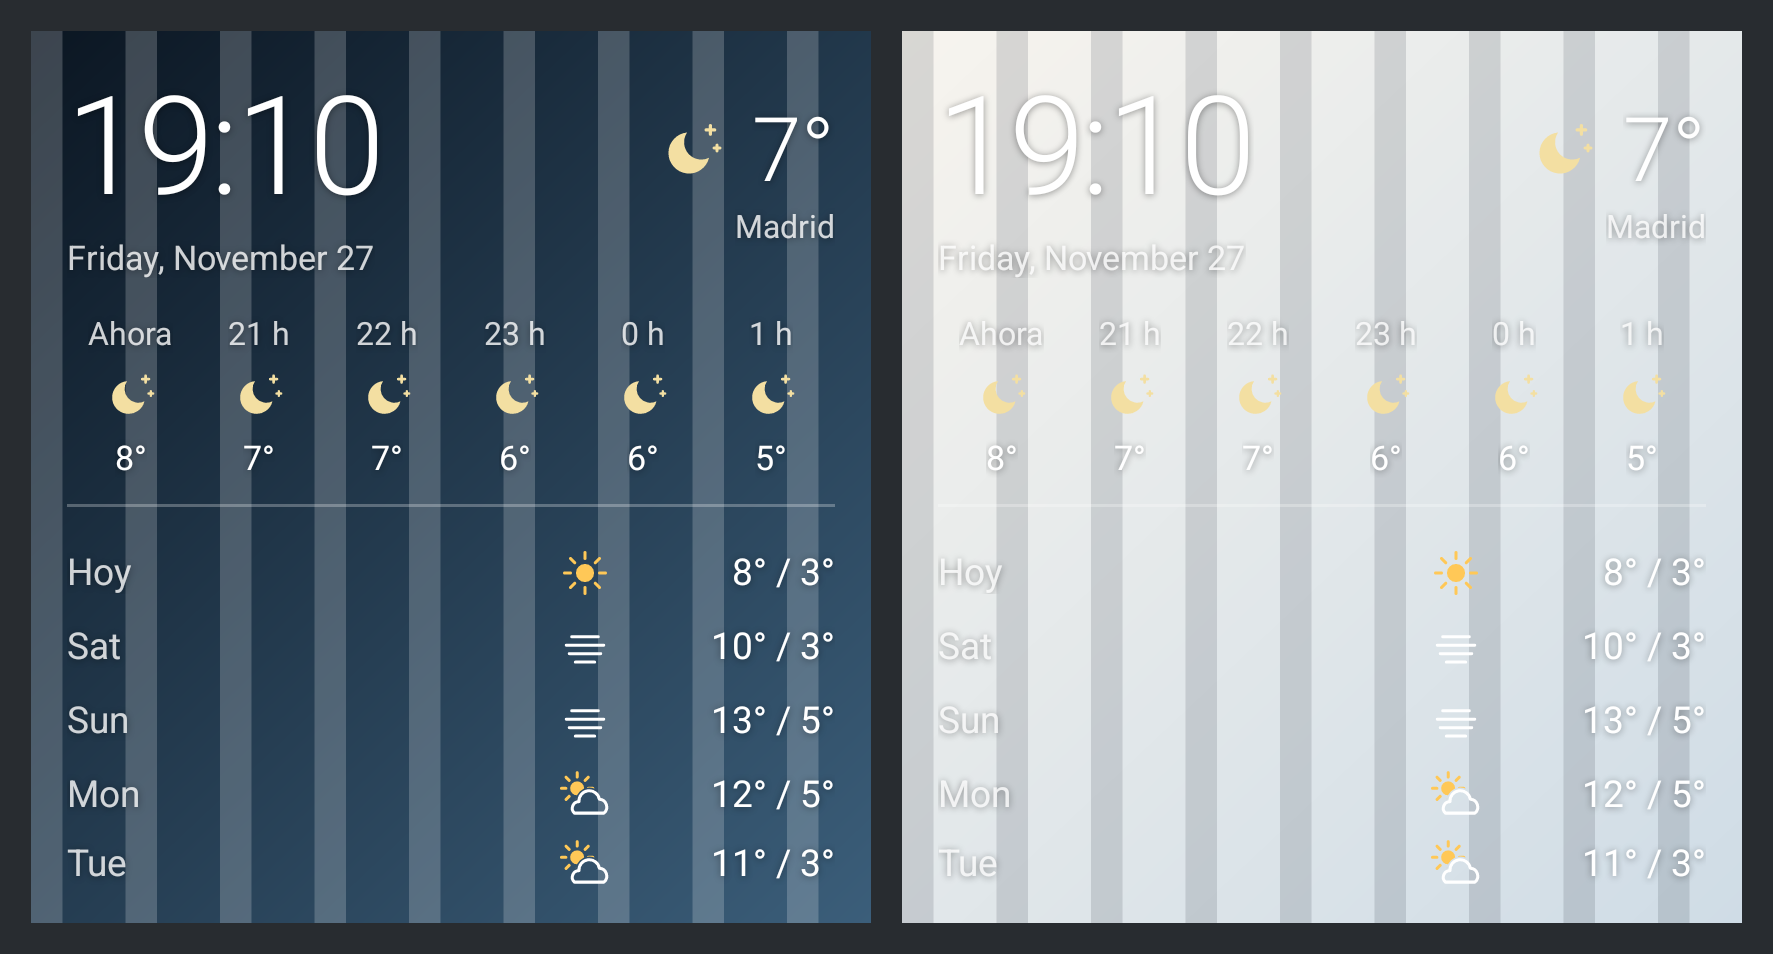 19:10
7°
Madrid
Friday, November 27
Ahora 21 h 22 h 23 h 0 h 1 h
8° 7° 7° 6° 6° 5°
Hoy 8° / 3°
Sat 10° / 3°
Sun 13° / 5°
Mon 12° / 5°
Tue 11° / 3°
19:10
7°
Madrid
Friday, November 27
Ahora 21 h 22 h 23 h 0 h 1 h
8° 7° 7° 6° 6° 5°
Hoy 8° / 3°
Sat 10° / 3°
Sun 13° / 5°
Mon 12° / 5°
Tue 11° / 3°